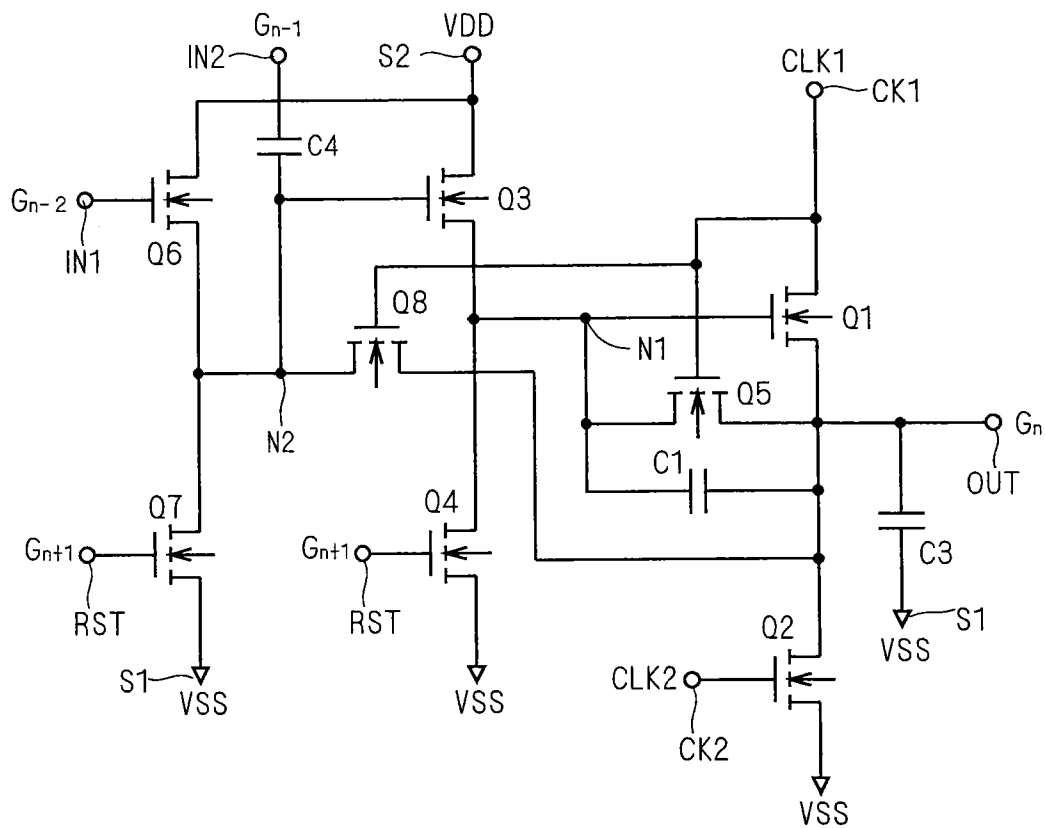 Gn-1
VDD
IN2
S2
CLK1
CK1
C4
Gn-2
Q3
IN1
Q6
Q8
Q1
N1
Q5
N2
Gn
C1
OUT
Q7
Q4
Gn+1
Gn+1
C3
RST
RST
S1
Q2
VSS
S1
CLK2
VSS
VSS
CK2
VSS